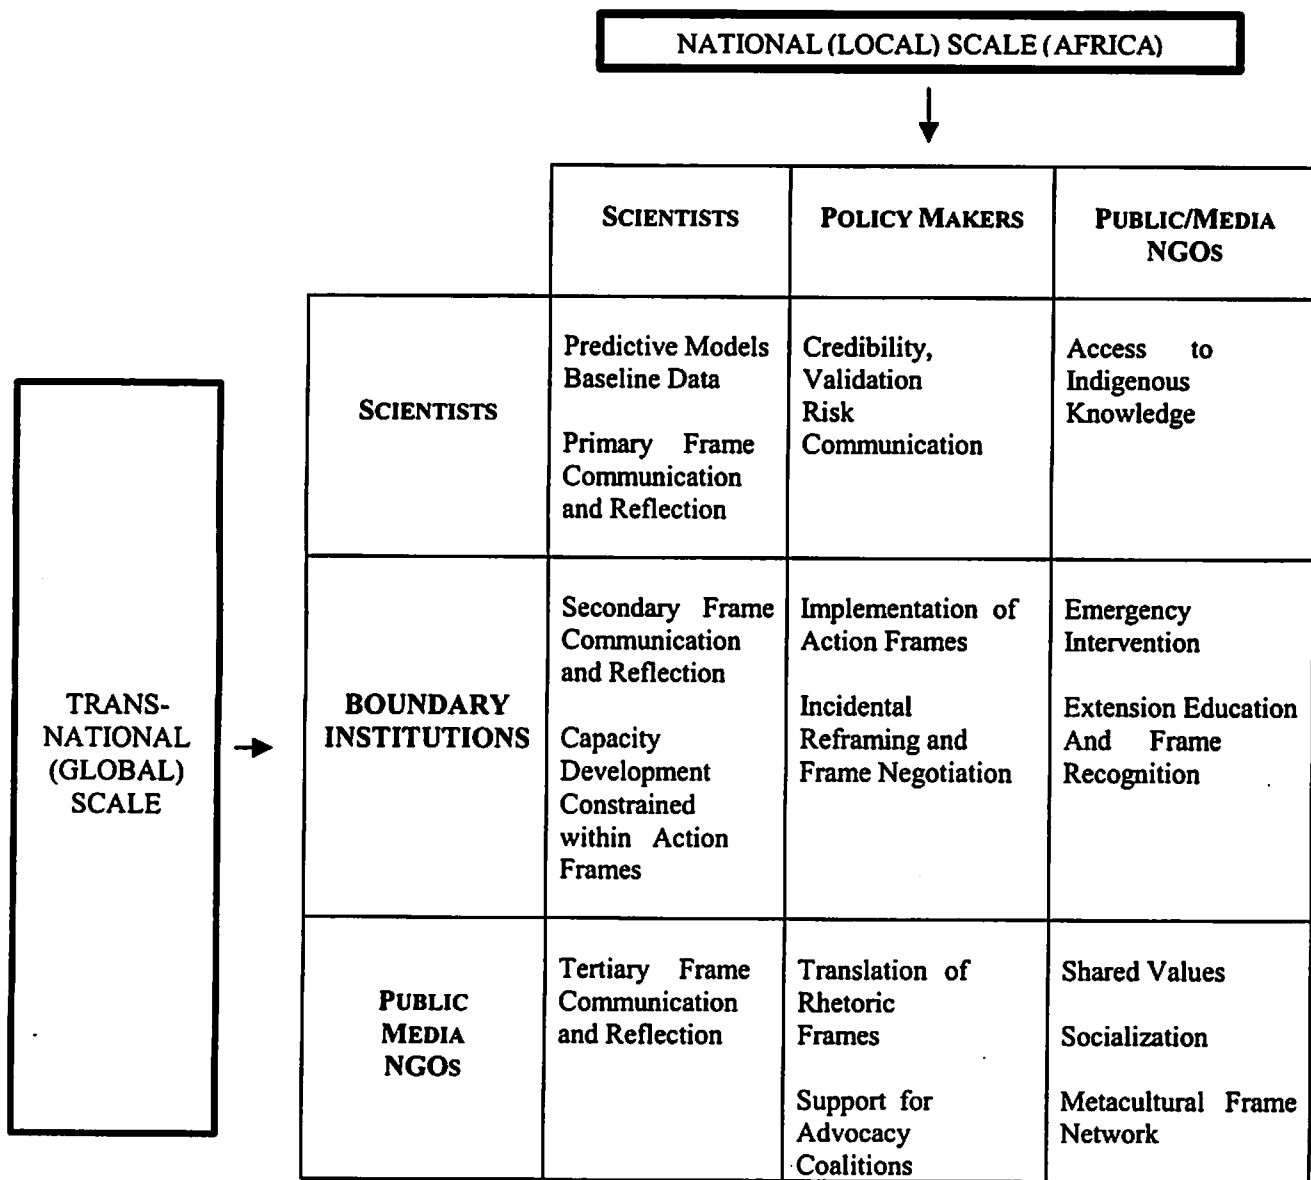 NATIONAL (LOCAL) SCALE (AFRICA)
SCIENTISTS
POLICY MAKERS
PUBLIC/MEDIA
NGOS
TRANS-
NATIONAL
(GLOBAL)
SCALE
SCIENTISTS
Predictive Models
Baseline Data
Primary Frame
Communication
and Reflection
Credibility,
Validation
Risk
Communication
Access to
Indigenous
Knowledge
BOUNDARY
INSTITUTIONS
Secondary Frame
Communication
and Reflection
Capacity
Development
Constrained
within Action
Frames
Implementation of
Action Frames
Incidental
Reframing and
Frame Negotiation
Emergency
Intervention
Extension Education
And Frame
Recognition
PUBLIC
MEDIA
NGOS
Tertiary Frame
Communication
and Reflection
Translation of
Rhetoric
Frames
Support for
Advocacy
Coalitions
Shared Values
Socialization
Metacultural Frame
Network